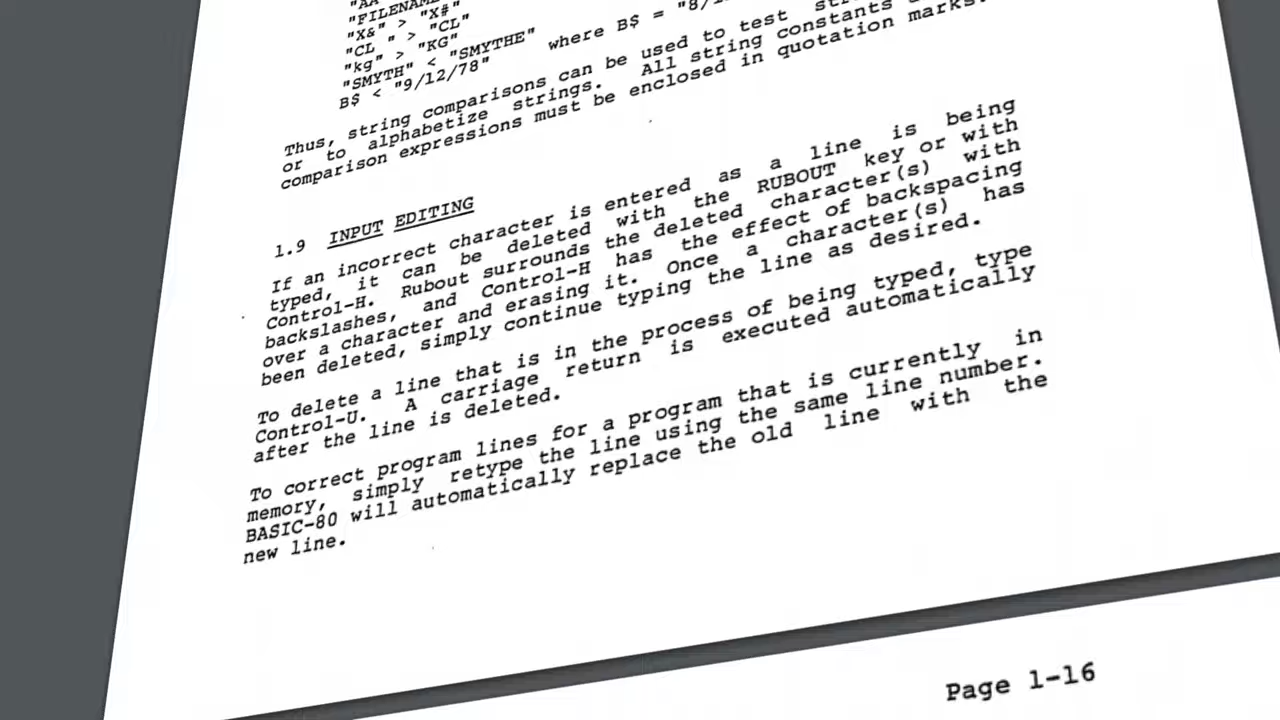 "AA
"FILENAME
"X&" > "X#"
"CL " > "CL"
"kg" > "KG"
"SMYTH" < "SMYTHE"
B$ < "9/12/78" where B$ = "8/1
Thus, string comparisons can be used to test
or to alphabetize strings. All string constants
comparison expressions must be enclosed in quotation marks.
1.9 INPUT EDITING
If an incorrect character is entered as a line is being
typed, it can be deleted with the RUBOUT key or with
Control-H. Rubout surrounds the deleted character(s) with
backslashes, and Control-H has the effect of backspacing
over a character and erasing it. Once a character(s) has
been deleted, simply continue typing the line as desired.
To delete a line that is in the process of being typed, type
Control-U. A carriage return is executed automatically
after the line is deleted.
To correct program lines for a program that is currently in
memory, simply retype the line using the same line number.
BASIC-80 will automatically replace the old line with the
new line.
Page 1-16